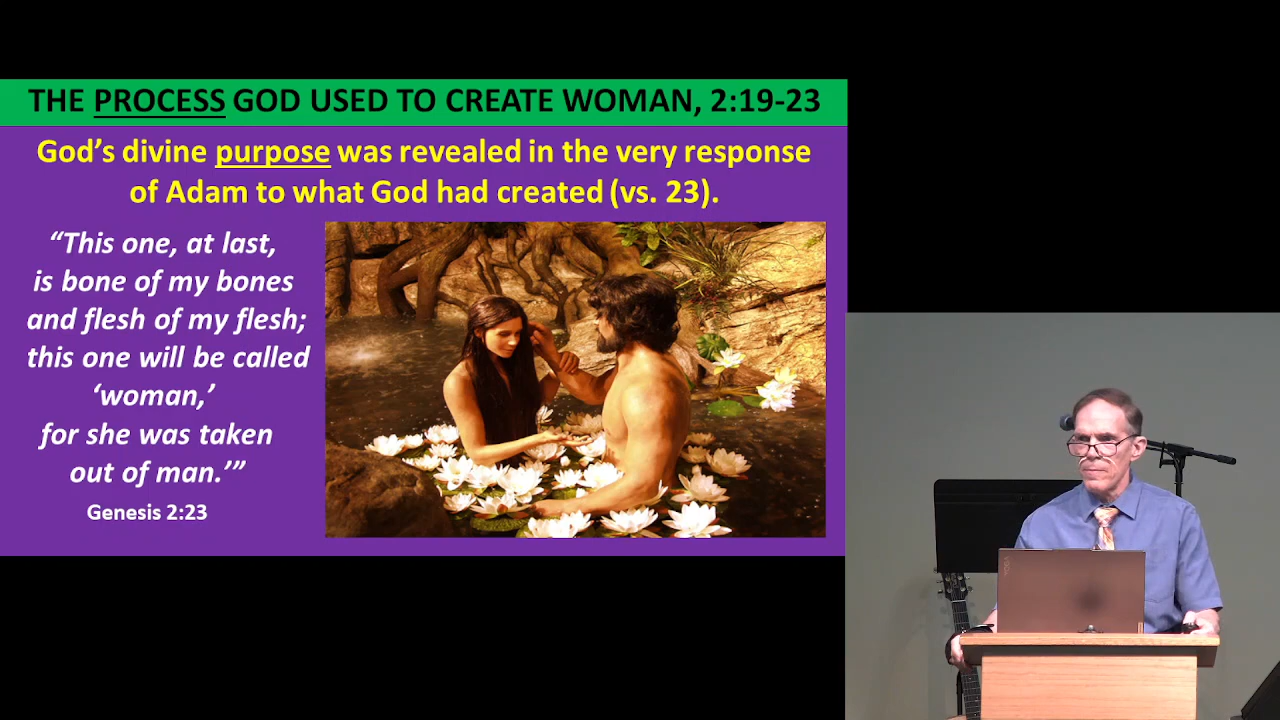 THE PROCESS GOD USED TO CREATE WOMAN, 2:19-23
God’s divine purpose was revealed in the very response
of Adam to what God had created (vs. 23).
“This one, at last,
is bone of my bones
and flesh of my flesh;
this one will be called
‘woman,’
for she was taken
out of man.’”
Genesis 2:23